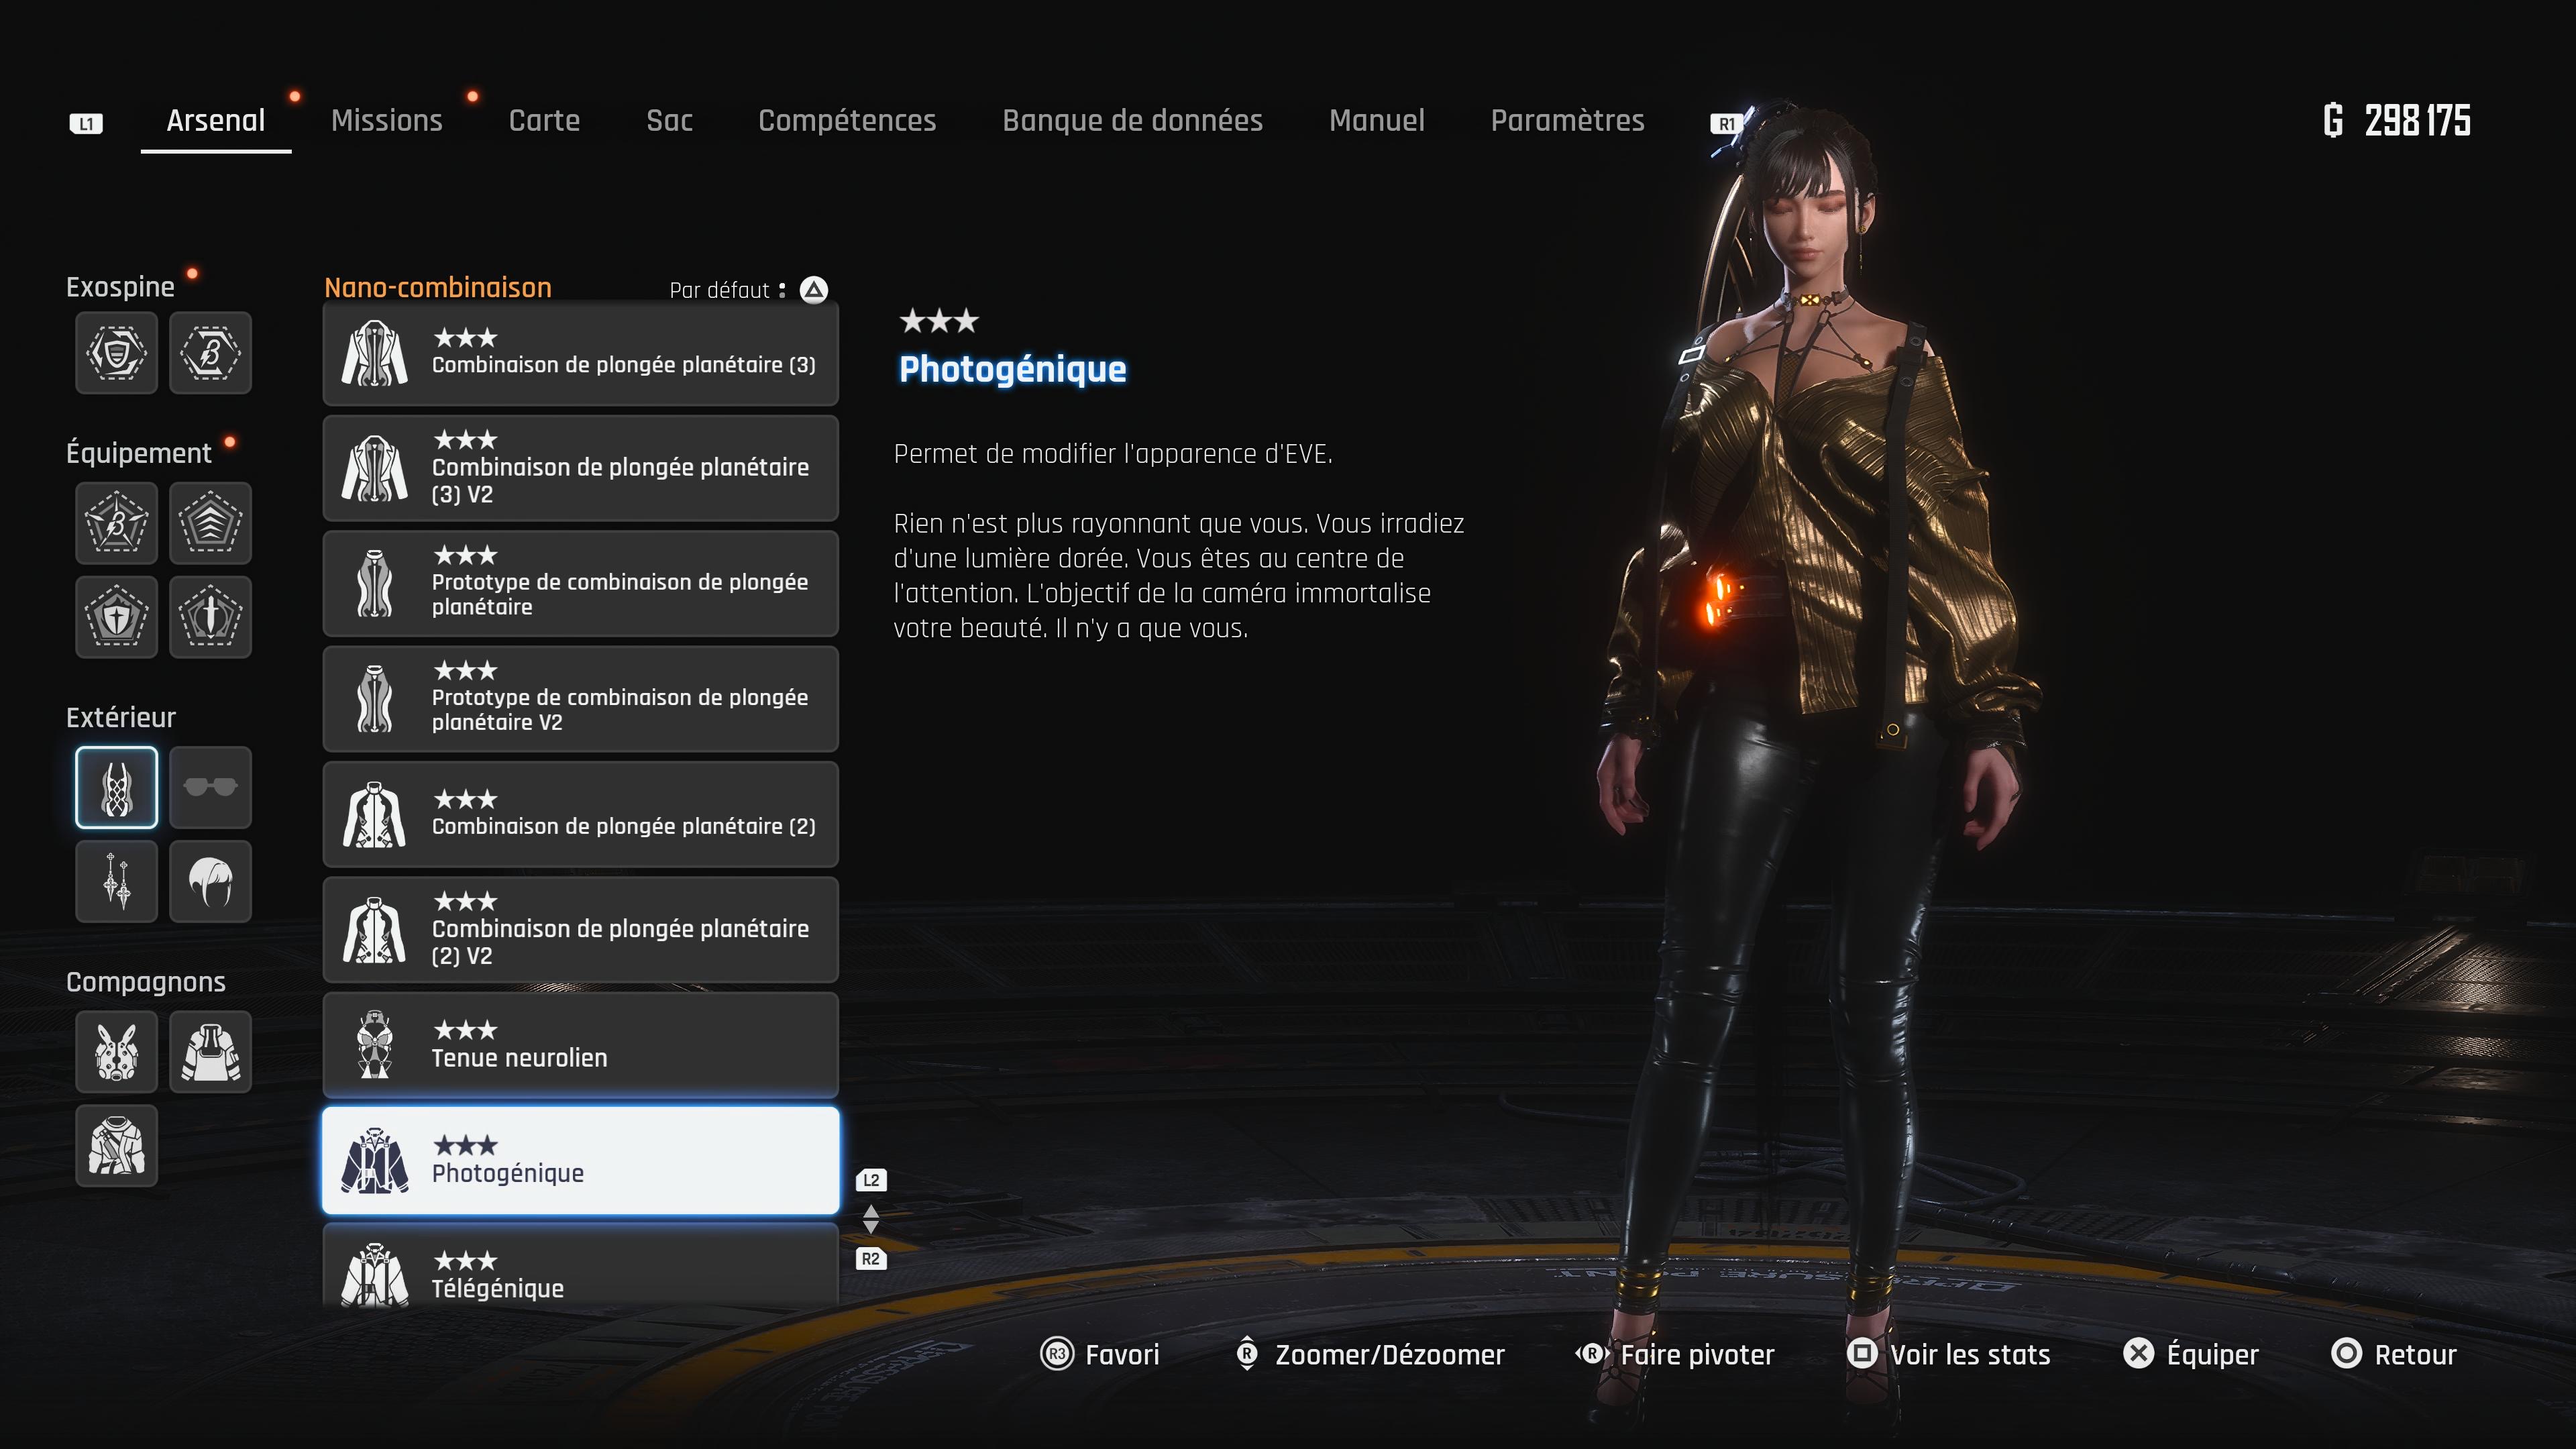 L1
Arsenal
Missions
Carte
Sac
Compétences
Banque de données
Manuel
Paramètres
R1
G 298 175
Exospine
Équipement
Extérieur
Compagnons
Nano-combinaison
Par défaut :
Combinaison de plongée planétaire (3)
Combinaison de plongée planétaire
(3) V2
Prototype de combinaison de plongée
planétaire
Prototype de combinaison de plongée
planétaire V2
Combinaison de plongée planétaire (2)
Combinaison de plongée planétaire
(2) V2
Tenue neurolien
Photogénique
Télégénique
L2
R2
Photogénique
Permet de modifier l'apparence d'EVE.
Rien n'est plus rayonnant que vous. Vous irradiez
d'une lumière dorée. Vous êtes au centre de
l'attention. L'objectif de la caméra immortalise
votre beauté. Il n'y a que vous.
R3 Favori
R Zoomer/Dézoomer
R Faire pivoter
Voir les stats
Équiper
Retour